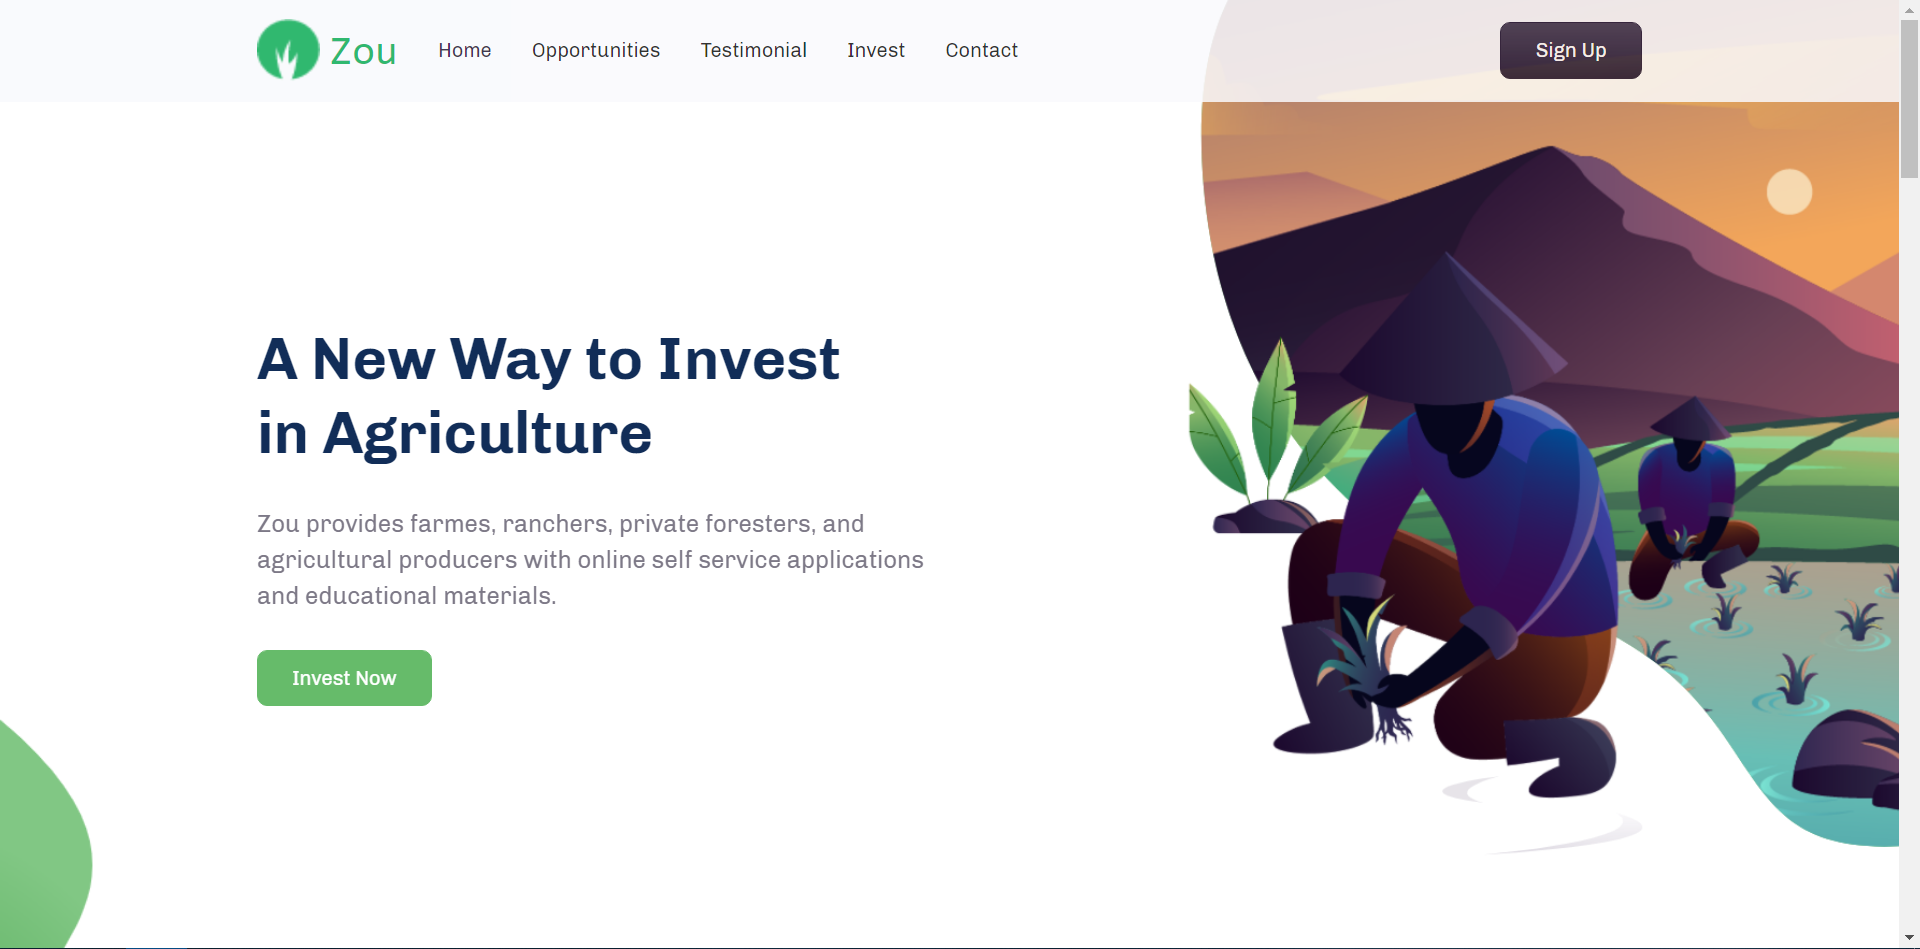 Zou
Home
Opportunities
Testimonial
Invest
Contact
Sign Up
A New Way to Invest
in Agriculture
Zou provides farmes, ranchers, private foresters, and
agricultural producers with online self service applications
and educational materials.
Invest Now